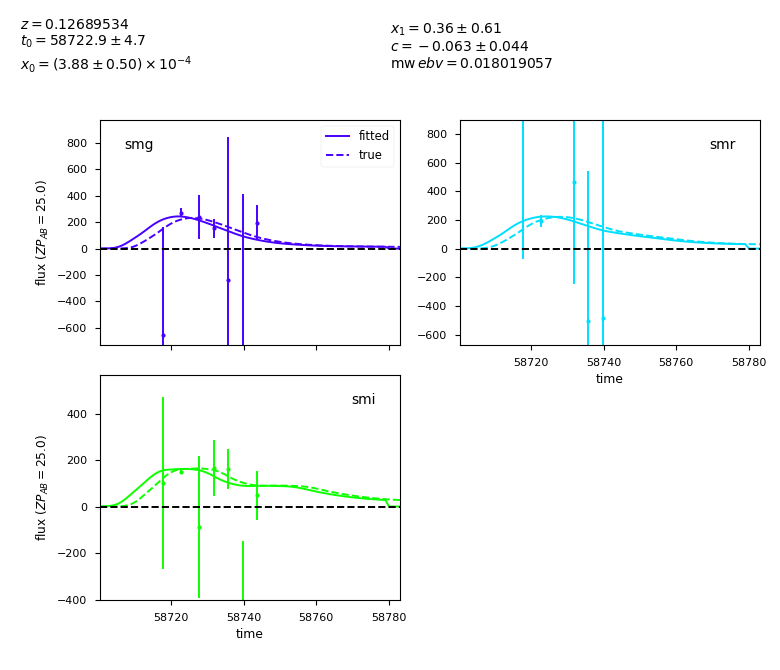 z = 0.12689534
t₀ = 58722.9 ± 4.7
x₀ = (3.88 ± 0.50) × 10⁻⁴
x₁ = 0.36 ± 0.61
c = −0.063 ± 0.044
mw ebv = 0.018019057
smg
fitted
true
800
600
400
200
0
−200
−400
−600
flux (ZP_AB = 25.0)
smr
800
600
400
200
0
−200
−400
−600
58720 58740 58760 58780
time
smi
400
200
0
−200
−400
flux (ZP_AB = 25.0)
58720 58740 58760 58780
time